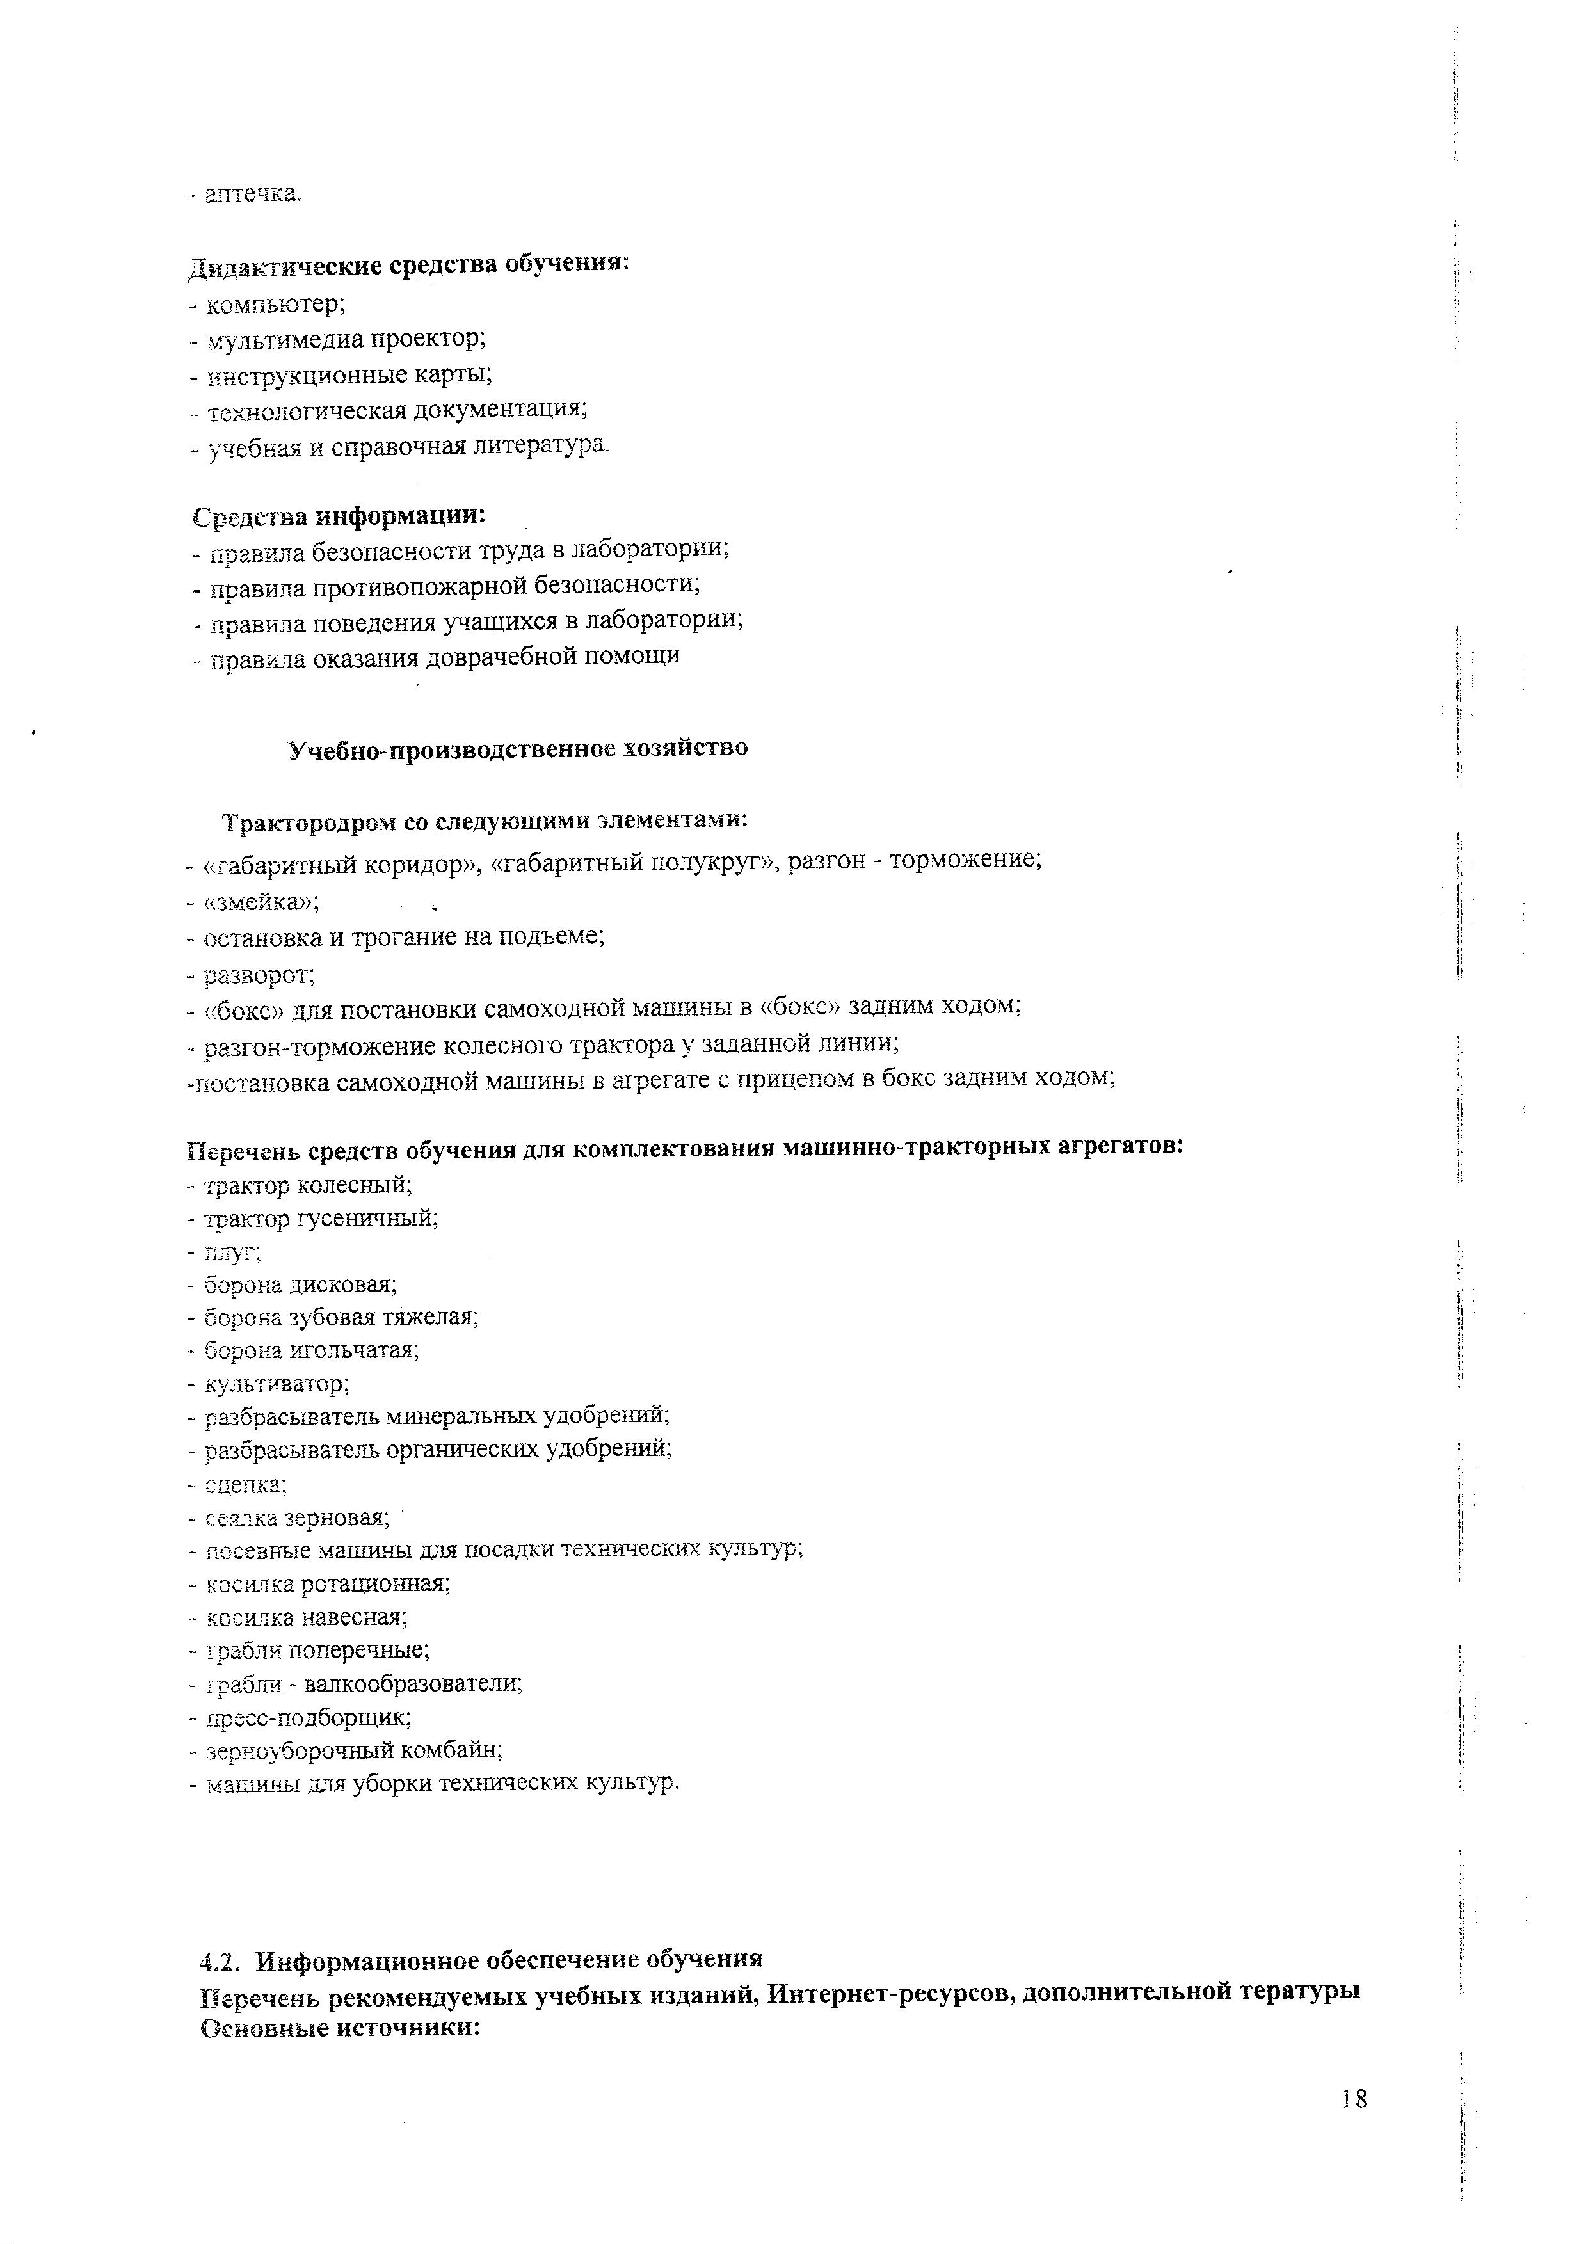 - аптечка.
Дидактические средства обучения:
- компьютер;
- мультимедиа проектор;
- инструкционные карты;
- технологическая документация;
- учебная и справочная литература.
Средства информации:
- правила безопасности труда в лаборатории;
- правила противопожарной безопасности;
- правила поведения учащихся в лаборатории;
- правила оказания доврачебной помощи
Учебно-производственное хозяйство
Трактородром со следующими элементами:
- «габаритный коридор», «габаритный полукруг», разгон - торможение;
- «змейка»;
- остановка и трогание на подъеме;
- разворот;
- «бокс» для постановки самоходной машины в «бокс» задним ходом;
- разгон-торможение колесного трактора у заданной линии;
-постановка самоходной машины в агрегате с прицепом в бокс задним ходом;
Перечень средств обучения для комплектования машинно-тракторных агрегатов:
- трактор колесный;
- трактор гусеничный;
- плуг;
- борона дисковая;
- борона зубовая тяжелая;
- борона игольчатая;
- культиватор;
- разбрасыватель минеральных удобрений;
- разбрасыватель органических удобрений;
- сцепка;
- сеялка зерновая;
- посевные машины для посадки технических культур;
- косилка ротационная;
- косилка навесная;
- грабли поперечные;
- грабли - валкообразователи;
- пресс-подборщик;
- зерноуборочный комбайн;
- машины для уборки технических культур.
4.2. Информационное обеспечение обучения
Перечень рекомендуемых учебных изданий, Интернет-ресурсов, дополнительной тературы
Основные источники:
18